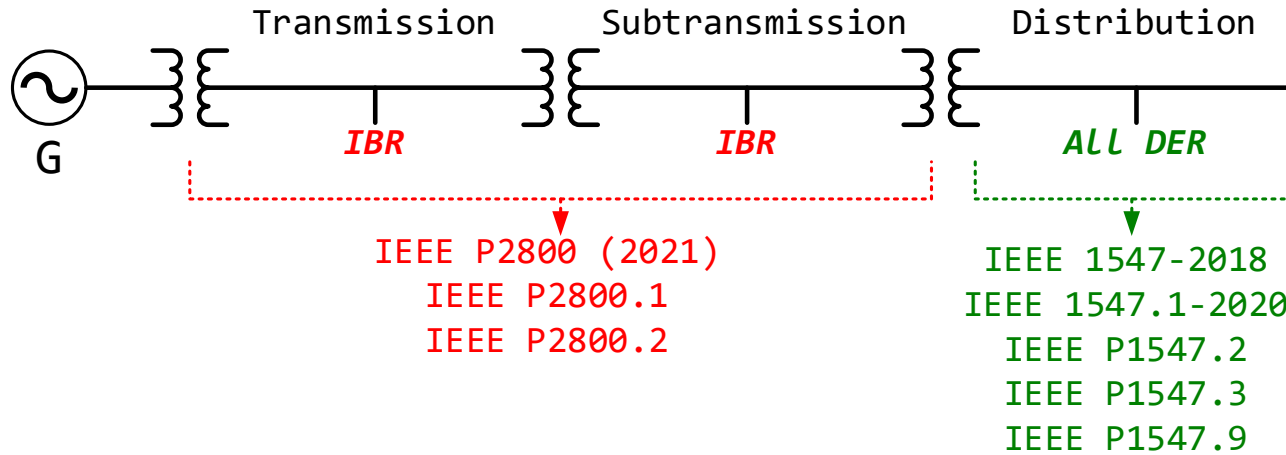 Transmission
Subtransmission
Distribution
G
IBR
IBR
All DER
IEEE P2800 (2021)
IEEE P2800.1
IEEE P2800.2
IEEE 1547-2018
IEEE 1547.1-2020
IEEE P1547.2
IEEE P1547.3
IEEE P1547.9